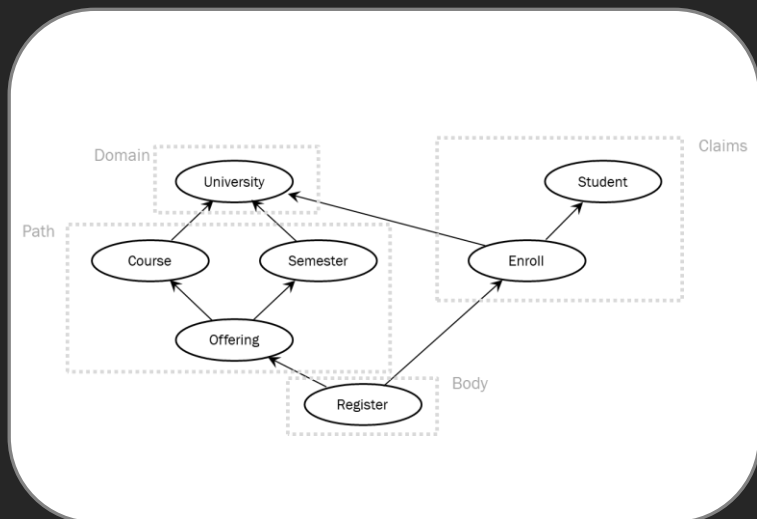 Domain
Claims
University
Student
Path
Course
Semester
Enroll
Offering
Body
Register